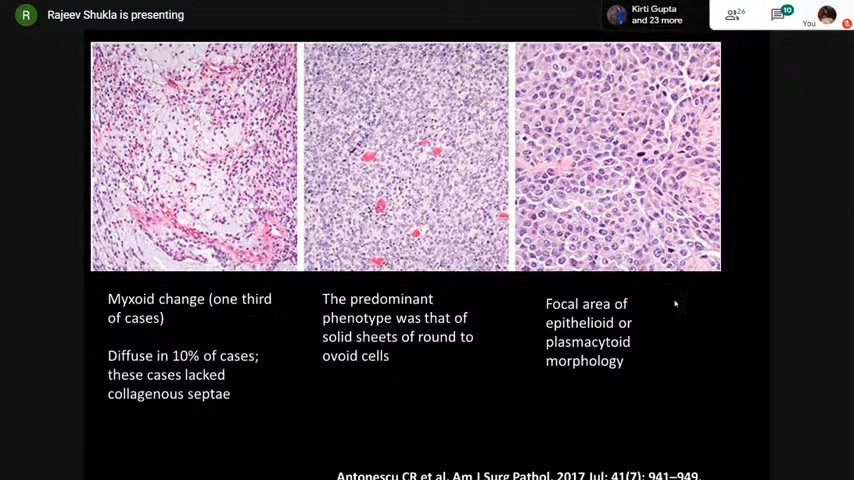 R
Rajeev Shukla is presenting
Kirti Gupta
and 23 more
26
10
You
Myxoid change (one third
of cases)
Diffuse in 10% of cases;
these cases lacked
collagenous septae
The predominant
phenotype was that of
solid sheets of round to
ovoid cells
Focal area of
epithelioid or
plasmacytoid
morphology
Antonescu CR et al. Am J Surg Pathol. 2017 Jul; 41(7): 941–949.